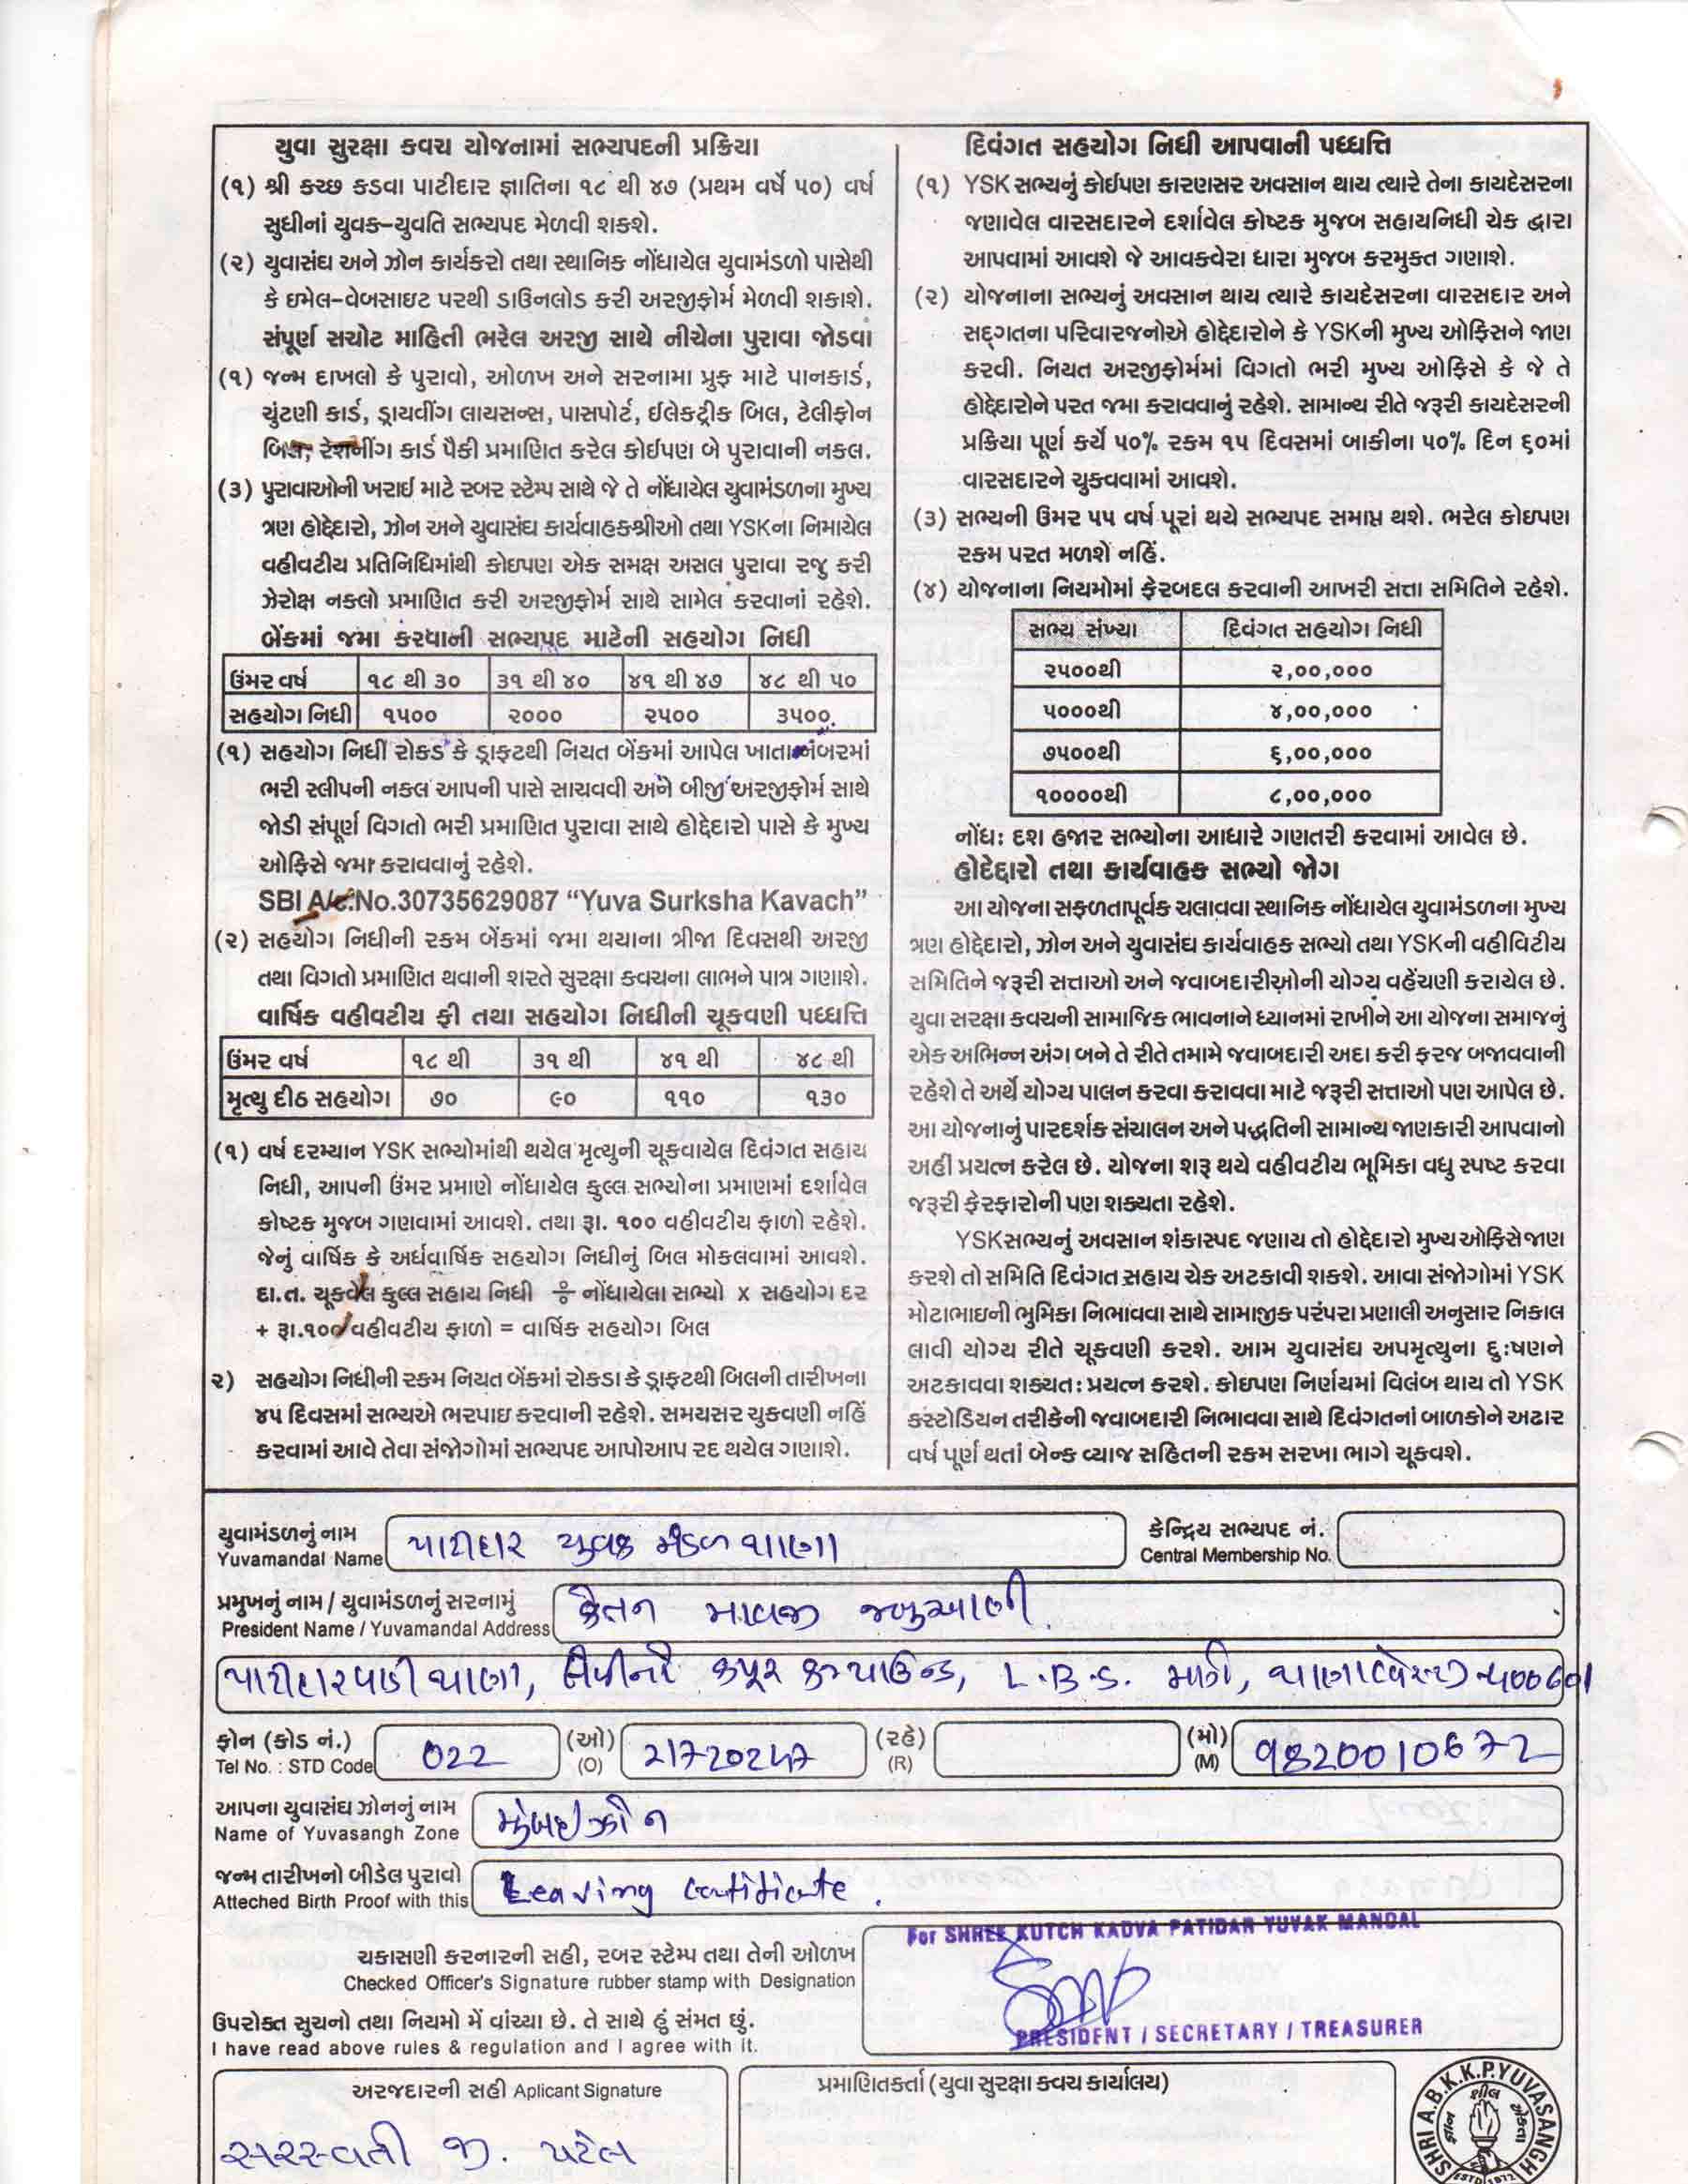 યુવા સુરક્ષા કવચ યોજનામાં સભ્યપદની પ્રક્રિયા
(૧) શ્રી કચ્છ કડવા પાટીદાર જ્ઞાતિના ૧૮ થી ૪૭ (પ્રથમ વર્ષે ૫૦) વર્ષ
સુધીનાં યુવક-યુવતિ સભ્યપદ મેળવી શકશે.
(૨) યુવાસંઘ અને ઝોન કાર્યકરો તથા સ્થાનિક નોંધાયેલ યુવામંડળો પાસેથી
કે ઇમેલ-વેબસાઇટ પરથી ડાઉનલોડ કરી અરજીફોર્મ મેળવી શકાશે.
સંપૂર્ણ સચોટ માહિતી ભરેલ અરજી સાથે નીચેના પુરાવા જોડવા
(૧) જન્મ દાખલો કે પુરાવો, ઓળખ અને સરનામા પ્રુફ માટે પાનકાર્ડ,
ચુંટણી કાર્ડ, ડ્રાયવીંગ લાયસન્સ, પાસપોર્ટ, ઈલેક્ટ્રીક બિલ, ટેલીફોન
બિલ, રેશનીંગ કાર્ડ પૈકી પ્રમાણિત કરેલ કોઈપણ બે પુરાવાની નકલ.
(૩) પુરાવાઓની ખરાઈ માટે રબર સ્ટેમ્પ સાથે જે તે નોંધાયેલ યુવામંડળના મુખ્ય
ત્રણ હોદ્દેદારો, ઝોન અને યુવાસંઘ કાર્યવાહકશ્રીઓ તથા YSKના નિમાયેલ
વહીવટીય પ્રતિનિધિમાંથી કોઇપણ એક સમક્ષ અસલ પુરાવા રજુ કરી
ઝેરોક્ષ નકલો પ્રમાણિત કરી અરજીફોર્મ સાથે સામેલ કરવાનાં રહેશે.
બેંકમાં જમા કરવાની સભ્યપદ માટેની સહયોગ નિધી
ઉંમર વર્ષ ૧૮ થી ૩૦ ૩૧ થી ૪૦ ૪૧ થી ૪૭ ૪૮ થી ૫૦
સહયોગ નિધી ૧૫૦૦ ૨૦૦૦ ૨૫૦૦ ૩૫૦૦
(૧) સહયોગ નિધી રોકડ કે ડ્રાફટથી નિયત બેંકમાં આપેલ ખાતા નંબરમાં
ભરી સ્લીપની નકલ આપની પાસે સાચવવી અને બીજી અરજીફોર્મ સાથે
જોડી સંપૂર્ણ વિગતો ભરી પ્રમાણિત પુરાવા સાથે હોદ્દેદારો પાસે કે મુખ્ય
ઓફિસે જમા કરાવવાનું રહેશે.
SBI A/c.No.30735629087 “Yuva Surksha Kavach”
(૨) સહયોગ નિધીની રકમ બેંકમાં જમા થયાના ત્રીજા દિવસથી અરજી
તથા વિગતો પ્રમાણિત થવાની શરતે સુરક્ષા કવચના લાભને પાત્ર ગણાશે.
વાર્ષિક વહીવટીય ફી તથા સહયોગ નિધીની ચૂકવણી પધ્ધત્તિ
ઉંમર વર્ષ ૧૮ થી ૩૧ થી ૪૧ થી ૪૮ થી
મૃત્યુ દીઠ સહયોગ ૭૦ ૯૦ ૧૧૦ ૧૩૦
(૧) વર્ષ દરમ્યાન YSK સભ્યોમાંથી થયેલ મૃત્યુની ચૂકવાયેલ દિવંગત સહાય
નિધી, આપની ઉંમર પ્રમાણે નોંધાયેલ કુલ્લ સભ્યોના પ્રમાણમાં દર્શાવેલ
કોષ્ટક મુજબ ગણવામાં આવશે. તથા રૂા. ૧૦૦ વહીવટીય ફાળો રહેશે.
જેનું વાર્ષિક કે અર્ધવાર્ષિક સહયોગ નિધીનું બિલ મોકલવામાં આવશે.
દા.ત. ચૂકવેલ કુલ્લ સહાય નિધી ÷ નોંધાયેલા સભ્યો x સહયોગ દર
+ રૂા.૧૦૦ વહીવટીય ફાળો = વાર્ષિક સહયોગ બિલ
૨) સહયોગ નિધીની રકમ નિયત બેંકમાં રોકડા કે ડ્રાફટથી બિલની તારીખના
૪૫ દિવસમાં સભ્યએ ભરપાઇ કરવાની રહેશે. સમયસર ચુકવણી નહિં
કરવામાં આવે તેવા સંજોગોમાં સભ્યપદ આપોઆપ રદ થયેલ ગણાશે.
દિવંગત સહયોગ નિધી આપવાની પધ્ધત્તિ
(૧) YSK સભ્યનું કોઈપણ કારણસર અવસાન થાય ત્યારે તેના કાયદેસરના
જણાવેલ વારસદારને દર્શાવેલ કોષ્ટક મુજબ સહાયનિધી ચેક દ્વારા
આપવામાં આવશે જે આવકવેરા ધારા મુજબ કરમુક્ત ગણાશે.
(૨) યોજનાના સભ્યનું અવસાન થાય ત્યારે કાયદેસરના વારસદાર અને
સદ્ગતના પરિવારજનોએ હોદ્દેદારોને કે YSKની મુખ્ય ઓફિસને જાણ
કરવી. નિયત અરજીફોર્મમાં વિગતો ભરી મુખ્ય ઓફિસે કે જે તે
હોદ્દેદારોને પરત જમા કરાવવાનું રહેશે. સામાન્ય રીતે જરૂરી કાયદેસરની
પ્રક્રિયા પૂર્ણ કર્યે ૫૦% રકમ ૧૫ દિવસમાં બાકીના ૫૦% દિન ૬૦માં
વારસદારને ચુકવવામાં આવશે.
(૩) સભ્યની ઉમર ૫૫ વર્ષ પૂરાં થયે સભ્યપદ સમાપ્ત થશે. ભરેલ કોઇપણ
રકમ પરત મળશે નહિં.
(૪) યોજનાના નિયમોમાં ફેરબદલ કરવાની આખરી સત્તા સમિતિને રહેશે.
સભ્ય સંખ્યા દિવંગત સહયોગ નિધી
૨૫૦૦થી ૨,૦૦,૦૦૦
૫૦૦૦થી ૪,૦૦,૦૦૦
૭૫૦૦થી ૬,૦૦,૦૦૦
૧૦૦૦૦થી ૮,૦૦,૦૦૦
નોંધઃ દશ હજાર સભ્યોના આધારે ગણતરી કરવામાં આવેલ છે.
હોદેદ્દારો તથા કાર્યવાહક સભ્યો જોગ
આ યોજના સફળતાપૂર્વક ચલાવવા સ્થાનિક નોંધાયેલ યુવામંડળના મુખ્ય
ત્રણ હોદ્દેદારો, ઝોન અને યુવાસંઘ કાર્યવાહક સભ્યો તથા YSKની વહીવિટીય
સમિતિને જરૂરી સત્તાઓ અને જવાબદારીઓની યોગ્ય વહેંચણી કરાયેલ છે.
યુવા સરક્ષા કવચની સામાજિક ભાવનાને ધ્યાનમાં રાખીને આ યોજના સમાજનું
એક અભિન્ન અંગ બને તે રીતે તમામે જવાબદારી અદા કરી ફરજ બજાવવાની
રહેશે તે અર્થે યોગ્ય પાલન કરવા કરાવવા માટે જરૂરી સત્તાઓ પણ આપેલ છે.
આ યોજનાનું પારદર્શક સંચાલન અને પદ્ધતિની સામાન્ય જાણકારી આપવાનો
અહીં પ્રયત્ન કરેલ છે. યોજના શરૂ થયે વહીવટીય ભૂમિકા વધુ સ્પષ્ટ કરવા
જરૂરી ફેરફારોની પણ શક્યતા રહેશે.
YSKસભ્યનું અવસાન શંકાસ્પદ જણાય તો હોદ્દેદારો મુખ્ય ઓફિસે જાણ
કરશે તો સમિતિ દિવંગત સહાય ચેક અટકાવી શકશે. આવા સંજોગોમાં YSK
મોટાભાઇની ભુમિકા નિભાવવા સાથે સામાજીક પરંપરા પ્રણાલી અનુસાર નિકાલ
લાવી યોગ્ય રીતે ચૂકવણી કરશે. આમ યુવાસંઘ અપમૃત્યુના દુઃષણને
અટકાવવા શક્યતઃ પ્રયત્ન કરશે. કોઇપણ નિર્ણયમાં વિલંબ થાય તો YSK
કસ્ટોડિયન તરીકેની જવાબદારી નિભાવવા સાથે દિવંગતનાં બાળકોને અઢાર
વર્ષ પૂર્ણ થતાં બેન્ક વ્યાજ સહિતની રકમ સરખા ભાગે ચૂકવશે.
યુવામંડળનું નામ પાટીદાર યુવક મંડળ થાણા કેન્દ્રિય સભ્યપદ નં.
Yuvamandal Name Central Membership No.
પ્રમુખનું નામ / યુવામંડળનું સરનામું કેતન માવજી જબુઆણી
President Name / Yuvamandal Address
પાટીદારવાડી થાણા, કપૂર કમ્પાઉન્ડ, L.B.S. માર્ગ, થાણા
ફોન (કોડ નં.) 022 (ઓ) 21720247 (રહે) (મો) 9820010672
Tel No. : STD Code (O) (R) (M)
આપના યુવાસંઘ ઝોનનું નામ મુંબઇ ઝોન
Name of Yuvasangh Zone
જન્મ તારીખનો બીડેલ પુરાવો Leaving Certificate.
Atteched Birth Proof with this
For SHREE KUTCH KADVA PATIDAR YUVAK MANDAL
ચકાસણી કરનારની સહી, રબર સ્ટેમ્પ તથા તેની ઓળખ
Checked Officer's Signature rubber stamp with Designation
ઉપરોક્ત સુચનો તથા નિયમો મેં વાંચ્યા છે. તે સાથે હું સંમત છું.
PRESIDENT / SECRETARY / TREASURER
I have read above rules & regulation and I agree with it.
અરજદારની સહી Aplicant Signature
પ્રમાણિતકર્તા (યુવા સુરક્ષા કવચ કાર્યાલય)
સરસ્વતી જી. પટેલ
SHRI A.B.K.K.P.YUVASANGH